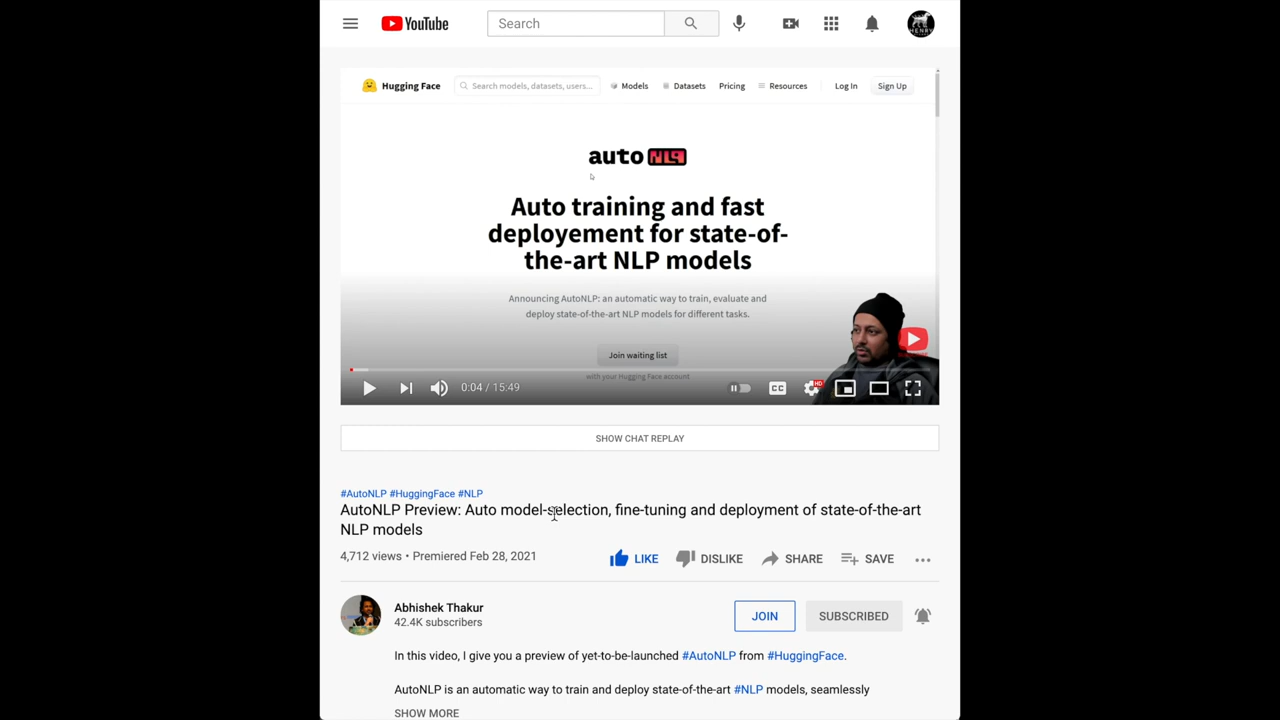 YouTube
Search
HENRY
Hugging Face
Search models, datasets, users...
Models
Datasets
Pricing
Resources
Log In
Sign Up
auto NLP
Auto training and fast
deployement for state-of-
the-art NLP models
Announcing AutoNLP: an automatic way to train, evaluate and
deploy state-of-the-art NLP models for different tasks.
Join waiting list
with your Hugging Face account
0:04 / 15:49
CC
HD
SHOW CHAT REPLAY
#AutoNLP #HuggingFace #NLP
AutoNLP Preview: Auto model-selection, fine-tuning and deployment of state-of-the-art
NLP models
4,712 views • Premiered Feb 28, 2021
LIKE
DISLIKE
SHARE
SAVE
Abhishek Thakur
42.4K subscribers
JOIN
SUBSCRIBED
In this video, I give you a preview of yet-to-be-launched #AutoNLP from #HuggingFace.
AutoNLP is an automatic way to train and deploy state-of-the-art #NLP models, seamlessly
SHOW MORE